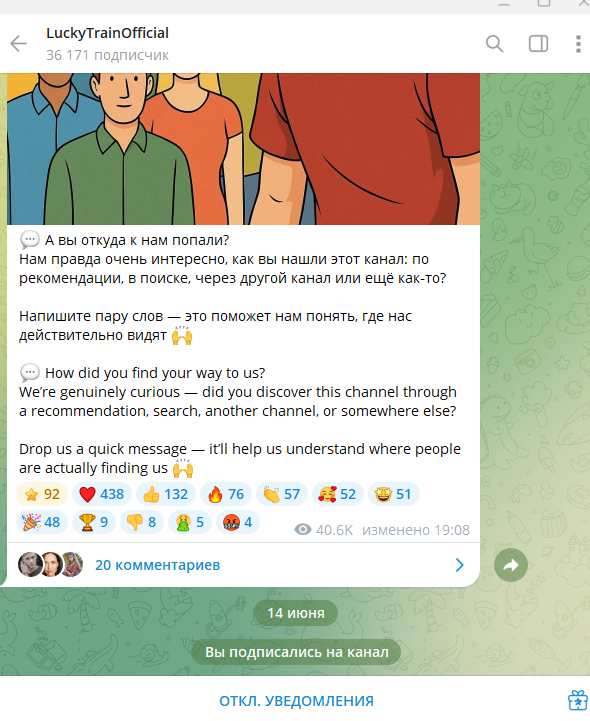 LuckyTrainOfficial
36 171 подписчик
А вы откуда к нам попали?
Нам правда очень интересно, как вы нашли этот канал: по
рекомендации, в поиске, через другой канал или ещё как-то?
Напишите пару слов — это поможет нам понять, где нас
действительно видят 🙌
How did you find your way to us?
We’re genuinely curious — did you discover this channel through
a recommendation, search, another channel, or somewhere else?
Drop us a quick message — it’ll help us understand where people
are actually finding us 🙌
92 438 132 76 57 52 51
48 9 8 5 4 40.6K изменено 19:08
20 комментариев
14 июня
Вы подписались на канал
ОТКЛ. УВЕДОМЛЕНИЯ